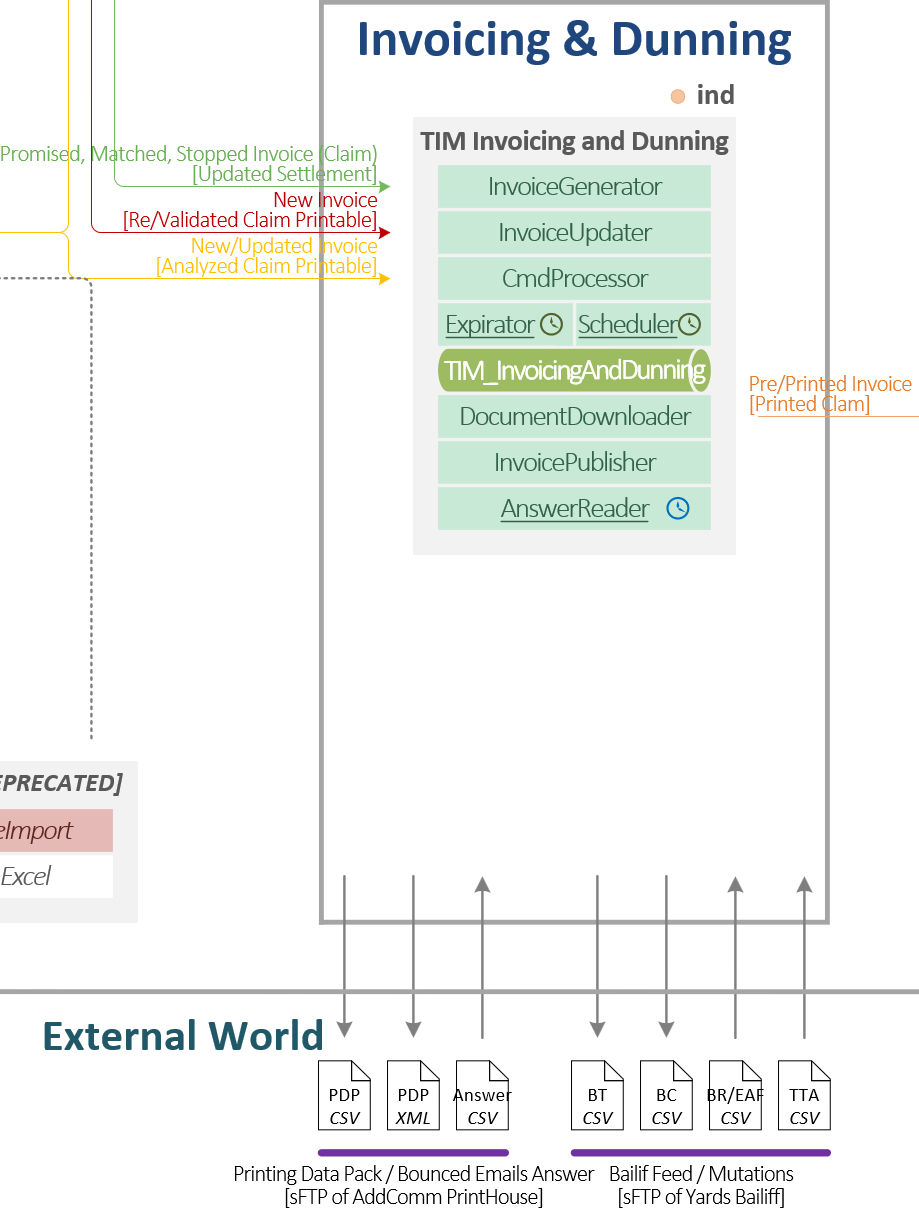 Invoicing & Dunning
ind
TIM Invoicing and Dunning
Promised, Matched, Stopped Invoice (Claim)
[Updated Settlement]
New Invoice
[Re/Validated Claim Printable]
New/Updated Invoice
[Analyzed Claim Printable]
InvoiceGenerator
InvoiceUpdater
CmdProcessor
Expirator
Scheduler
TIM_InvoicingAndDunning
DocumentDownloader
InvoicePublisher
AnswerReader
Pre/Printed Invoice
[Printed Clam]
EPRECATED]
eImport
Excel
External World
PDP
CSV
PDP
XML
Answer
CSV
BT
CSV
BC
CSV
BR/EAF
CSV
TTA
CSV
Printing Data Pack / Bounced Emails Answer
[sFTP of AddComm PrintHouse]
Bailif Feed / Mutations
[sFTP of Yards Bailiff]